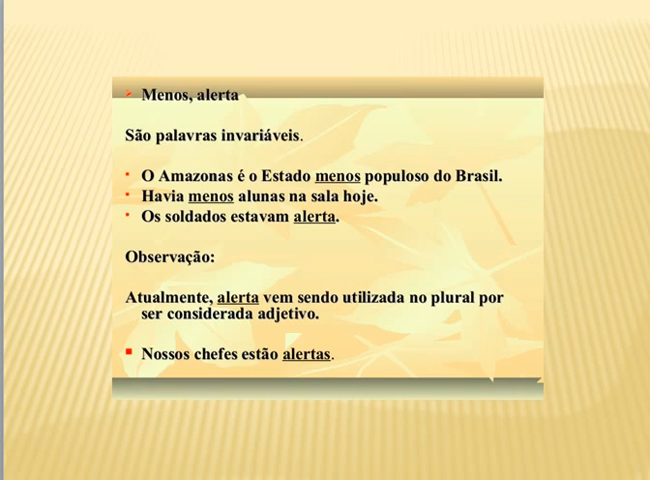 Menos, alerta
São palavras invariáveis.
O Amazonas é o Estado menos populoso do Brasil.
Havia menos alunas na sala hoje.
Os soldados estavam alerta.
Observação:
Atualmente, alerta vem sendo utilizada no plural por
ser considerada adjetivo.
Nossos chefes estão alertas.